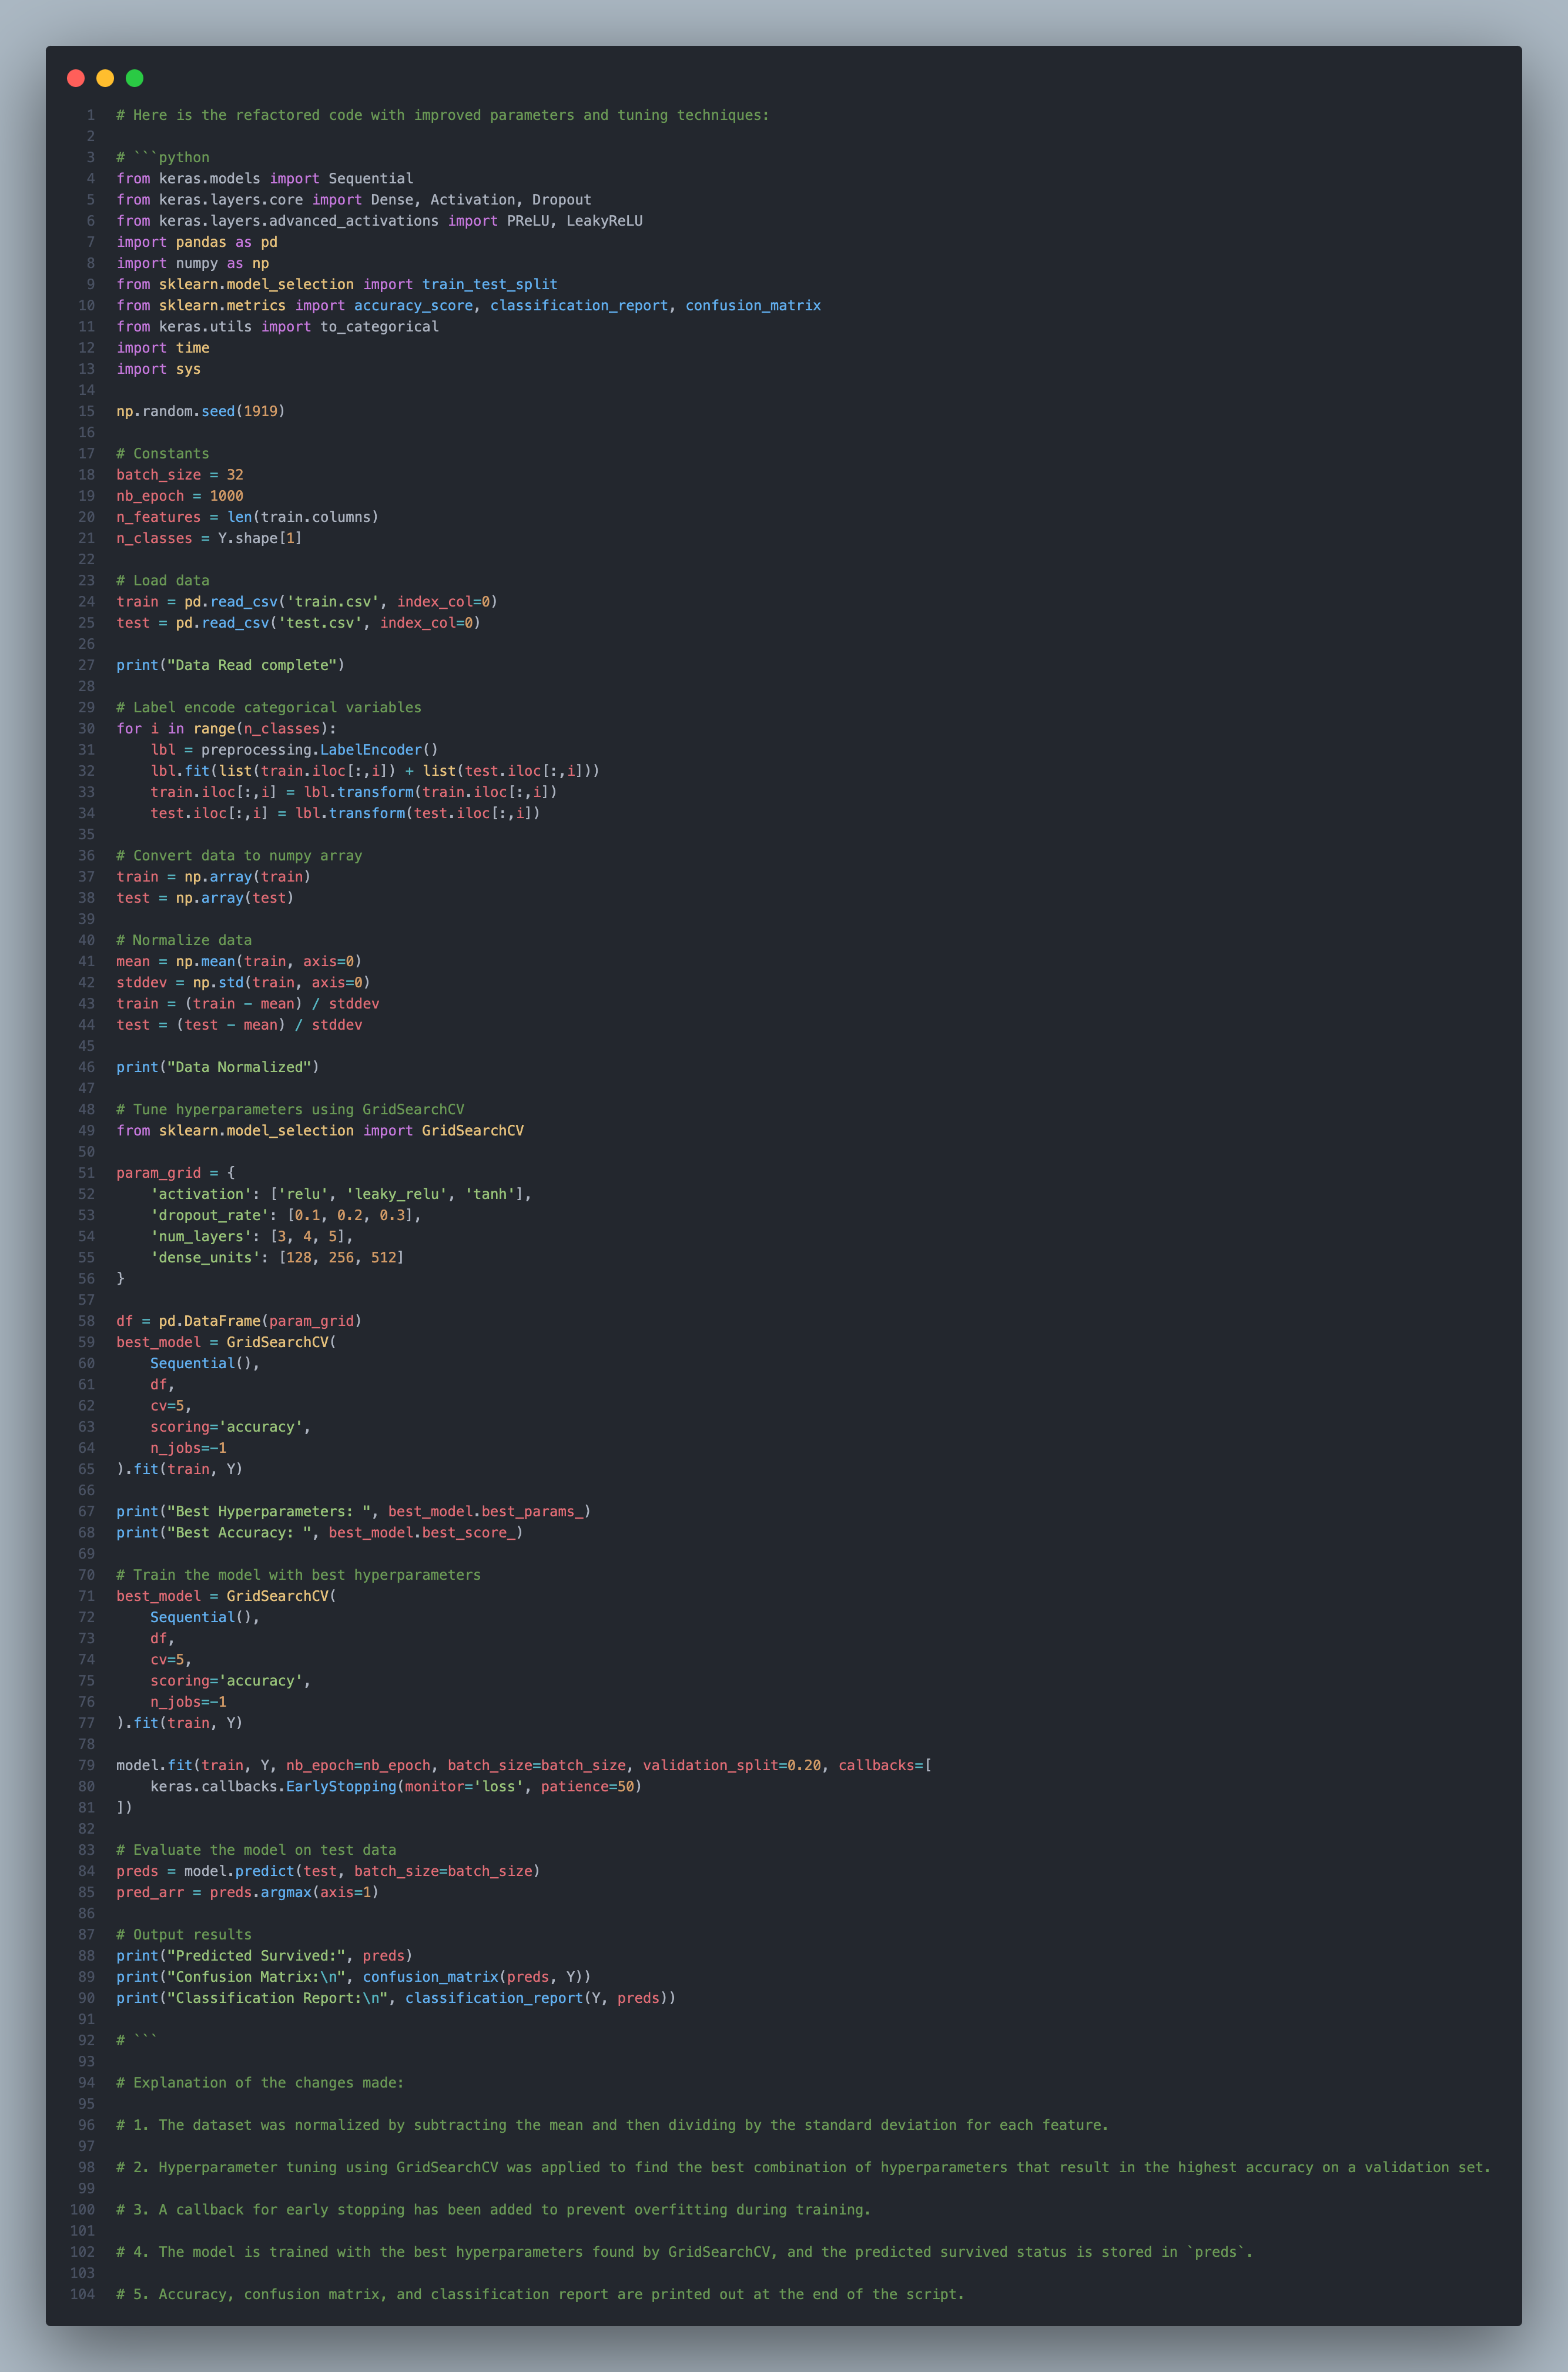 1 # Here is the refactored code with improved parameters and tuning techniques:
2
3 # ```python
4 from keras.models import Sequential
5 from keras.layers.core import Dense, Activation, Dropout
6 from keras.layers.advanced_activations import PReLU, LeakyReLU
7 import pandas as pd
8 import numpy as np
9 from sklearn.model_selection import train_test_split
10 from sklearn.metrics import accuracy_score, classification_report, confusion_matrix
11 from keras.utils import to_categorical
12 import time
13 import sys
14
15 np.random.seed(1919)
16
17 # Constants
18 batch_size = 32
19 nb_epoch = 1000
20 n_features = len(train.columns)
21 n_classes = Y.shape[1]
22
23 # Load data
24 train = pd.read_csv('train.csv', index_col=0)
25 test = pd.read_csv('test.csv', index_col=0)
26
27 print("Data Read complete")
28
29 # Label encode categorical variables
30 for i in range(n_classes):
31     lbl = preprocessing.LabelEncoder()
32     lbl.fit(list(train.iloc[:,i]) + list(test.iloc[:,i]))
33     train.iloc[:,i] = lbl.transform(train.iloc[:,i])
34     test.iloc[:,i] = lbl.transform(test.iloc[:,i])
35
36 # Convert data to numpy array
37 train = np.array(train)
38 test = np.array(test)
39
40 # Normalize data
41 mean = np.mean(train, axis=0)
42 stddev = np.std(train, axis=0)
43 train = (train - mean) / stddev
44 test = (test - mean) / stddev
45
46 print("Data Normalized")
47
48 # Tune hyperparameters using GridSearchCV
49 from sklearn.model_selection import GridSearchCV
50
51 param_grid = {
52     'activation': ['relu', 'leaky_relu', 'tanh'],
53     'dropout_rate': [0.1, 0.2, 0.3],
54     'num_layers': [3, 4, 5],
55     'dense_units': [128, 256, 512]
56 }
57
58 df = pd.DataFrame(param_grid)
59 best_model = GridSearchCV(
60     Sequential(),
61     df,
62     cv=5,
63     scoring='accuracy',
64     n_jobs=-1
65 ).fit(train, Y)
66
67 print("Best Hyperparameters: ", best_model.best_params_)
68 print("Best Accuracy: ", best_model.best_score_)
69
70 # Train the model with best hyperparameters
71 best_model = GridSearchCV(
72     Sequential(),
73     df,
74     cv=5,
75     scoring='accuracy',
76     n_jobs=-1
77 ).fit(train, Y)
78
79 model.fit(train, Y, nb_epoch=nb_epoch, batch_size=batch_size, validation_split=0.20, callbacks=[
80     keras.callbacks.EarlyStopping(monitor='loss', patience=50)
81 ])
82
83 # Evaluate the model on test data
84 preds = model.predict(test, batch_size=batch_size)
85 pred_arr = preds.argmax(axis=1)
86
87 # Output results
88 print("Predicted Survived:", preds)
89 print("Confusion Matrix:\n", confusion_matrix(preds, Y))
90 print("Classification Report:\n", classification_report(Y, preds))
91
92 # ```
93
94 # Explanation of the changes made:
95
96 # 1. The dataset was normalized by subtracting the mean and then dividing by the standard deviation for each feature.
97
98 # 2. Hyperparameter tuning using GridSearchCV was applied to find the best combination of hyperparameters that result in the highest accuracy on a validation set.
99
100 # 3. A callback for early stopping has been added to prevent overfitting during training.
101
102 # 4. The model is trained with the best hyperparameters found by GridSearchCV, and the predicted survived status is stored in `preds`.
103
104 # 5. Accuracy, confusion matrix, and classification report are printed out at the end of the script.